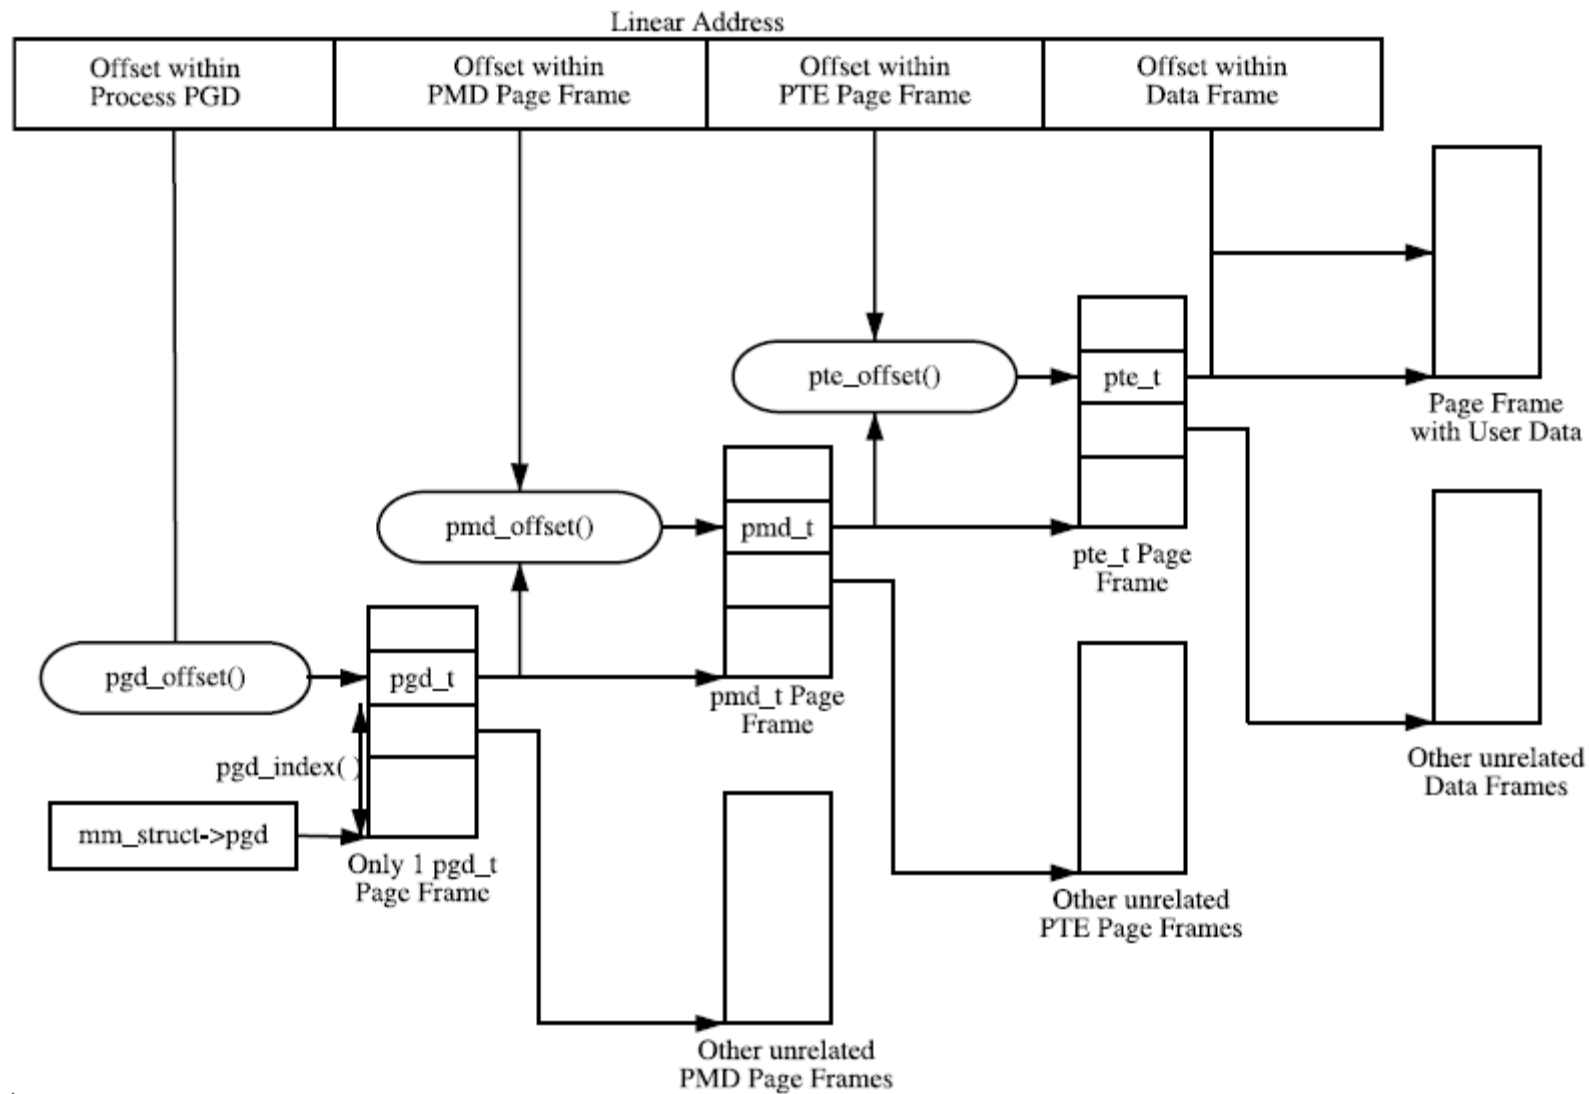 Linear Address
Offset within
Process PGD
Offset within
PMD Page Frame
Offset within
PTE Page Frame
Offset within
Data Frame
pte_offset()
pte_t
Page Frame
with User Data
pmd_offset()
pmd_t
pte_t Page
Frame
pgd_offset()
pgd_t
pmd_t Page
Frame
pgd_index( )
mm_struct->pgd
Only 1 pgd_t
Page Frame
Other unrelated
Data Frames
Other unrelated
PTE Page Frames
Other unrelated
PMD Page Frames